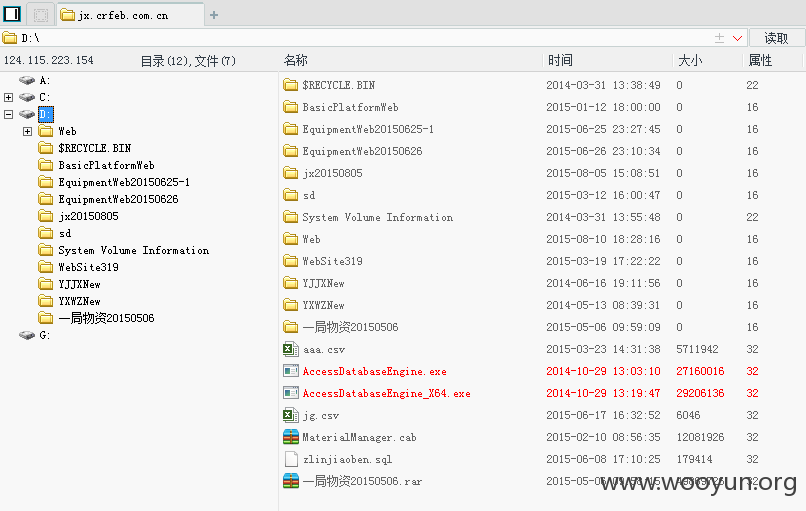 jx.crfeb.com.cn
D:\
读取
124.115.223.154 目录(12),文件(7) 名称 时间 大小 属性
A:
C:
D:
Web
$RECYCLE.BIN
BasicPlatformWeb
EquipmentWeb20150625-1
EquipmentWeb20150626
jx20150805
sd
System Volume Information
WebSite319
YJJXNew
YXWZNew
一局物资20150506
G:
$RECYCLE.BIN 2014-03-31 13:38:49 0 22
BasicPlatformWeb 2015-01-12 18:00:00 0 16
EquipmentWeb20150625-1 2015-06-25 23:27:45 0 16
EquipmentWeb20150626 2015-06-26 23:10:34 0 16
jx20150805 2015-08-05 15:08:51 0 16
sd 2015-03-12 16:00:47 0 16
System Volume Information 2014-03-31 13:55:48 0 22
Web 2015-08-10 18:28:16 0 16
WebSite319 2015-03-19 17:22:22 0 16
YJJXNew 2014-06-16 19:11:56 0 16
YXWZNew 2014-05-13 08:39:31 0 16
一局物资20150506 2015-05-06 09:59:09 0 16
aaa.csv 2015-03-23 14:31:38 5711942 32
AccessDatabaseEngine.exe 2014-10-29 13:03:10 27160016 32
AccessDatabaseEngine_X64.exe 2014-10-29 13:19:47 29206136 32
jg.csv 2015-06-17 16:32:52 6046 32
MaterialManager.cab 2015-02-10 08:56:35 12081926 32
zlinjiaoben.sql 2015-06-08 17:10:25 179414 32
一局物资20150506.rar 2015-05-06 09:58:15 32
www.wooyun.org